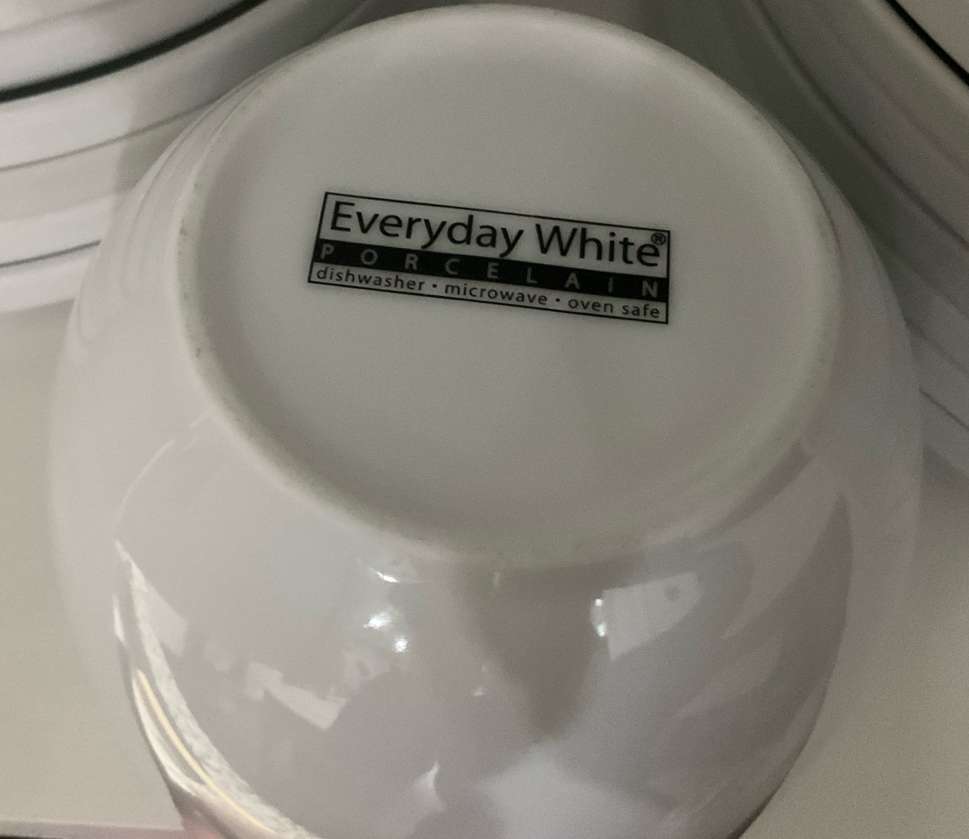 Everyday White®
PORCELAIN
dishwasher • microwave • oven safe